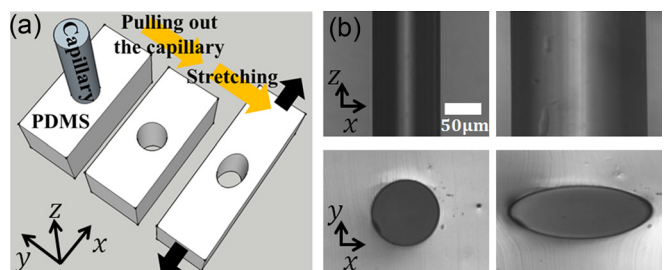 (a)
Capillary
Pulling out
the capillary
Stretching
PDMS
z
y
x
(b)
z
x
50μm
y
x